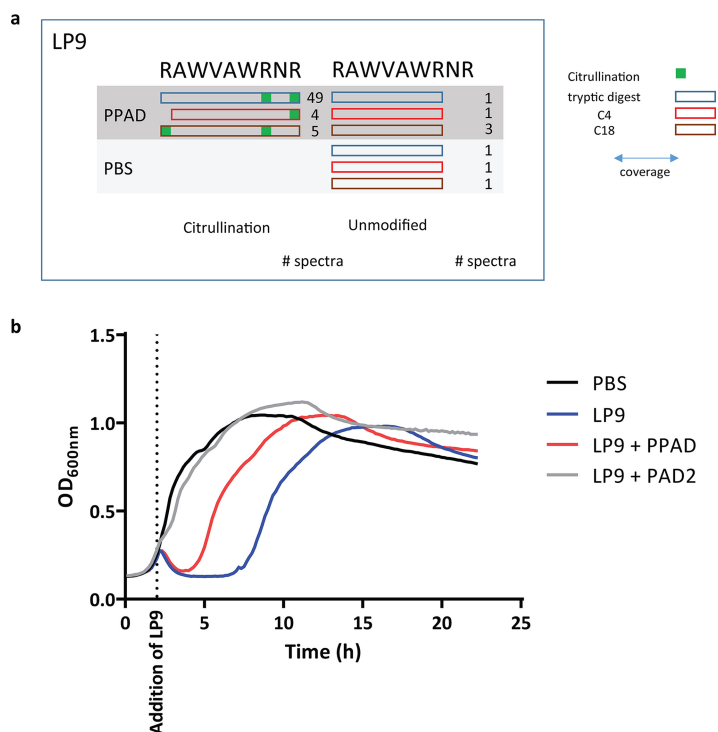 a
LP9
RAWVAWRNR RAWVAWRNR
PPAD
49 1
4 1
5 3
PBS
1
1
1
Citrullination Unmodified
# spectra # spectra
Citrullination
tryptic digest
C4
C18
coverage
b
1.5
1.0
0.5
0.0
OD600nm
0 5 10 15 20 25
Time (h)
Addition of LP9
PBS
LP9
LP9 + PPAD
LP9 + PAD2